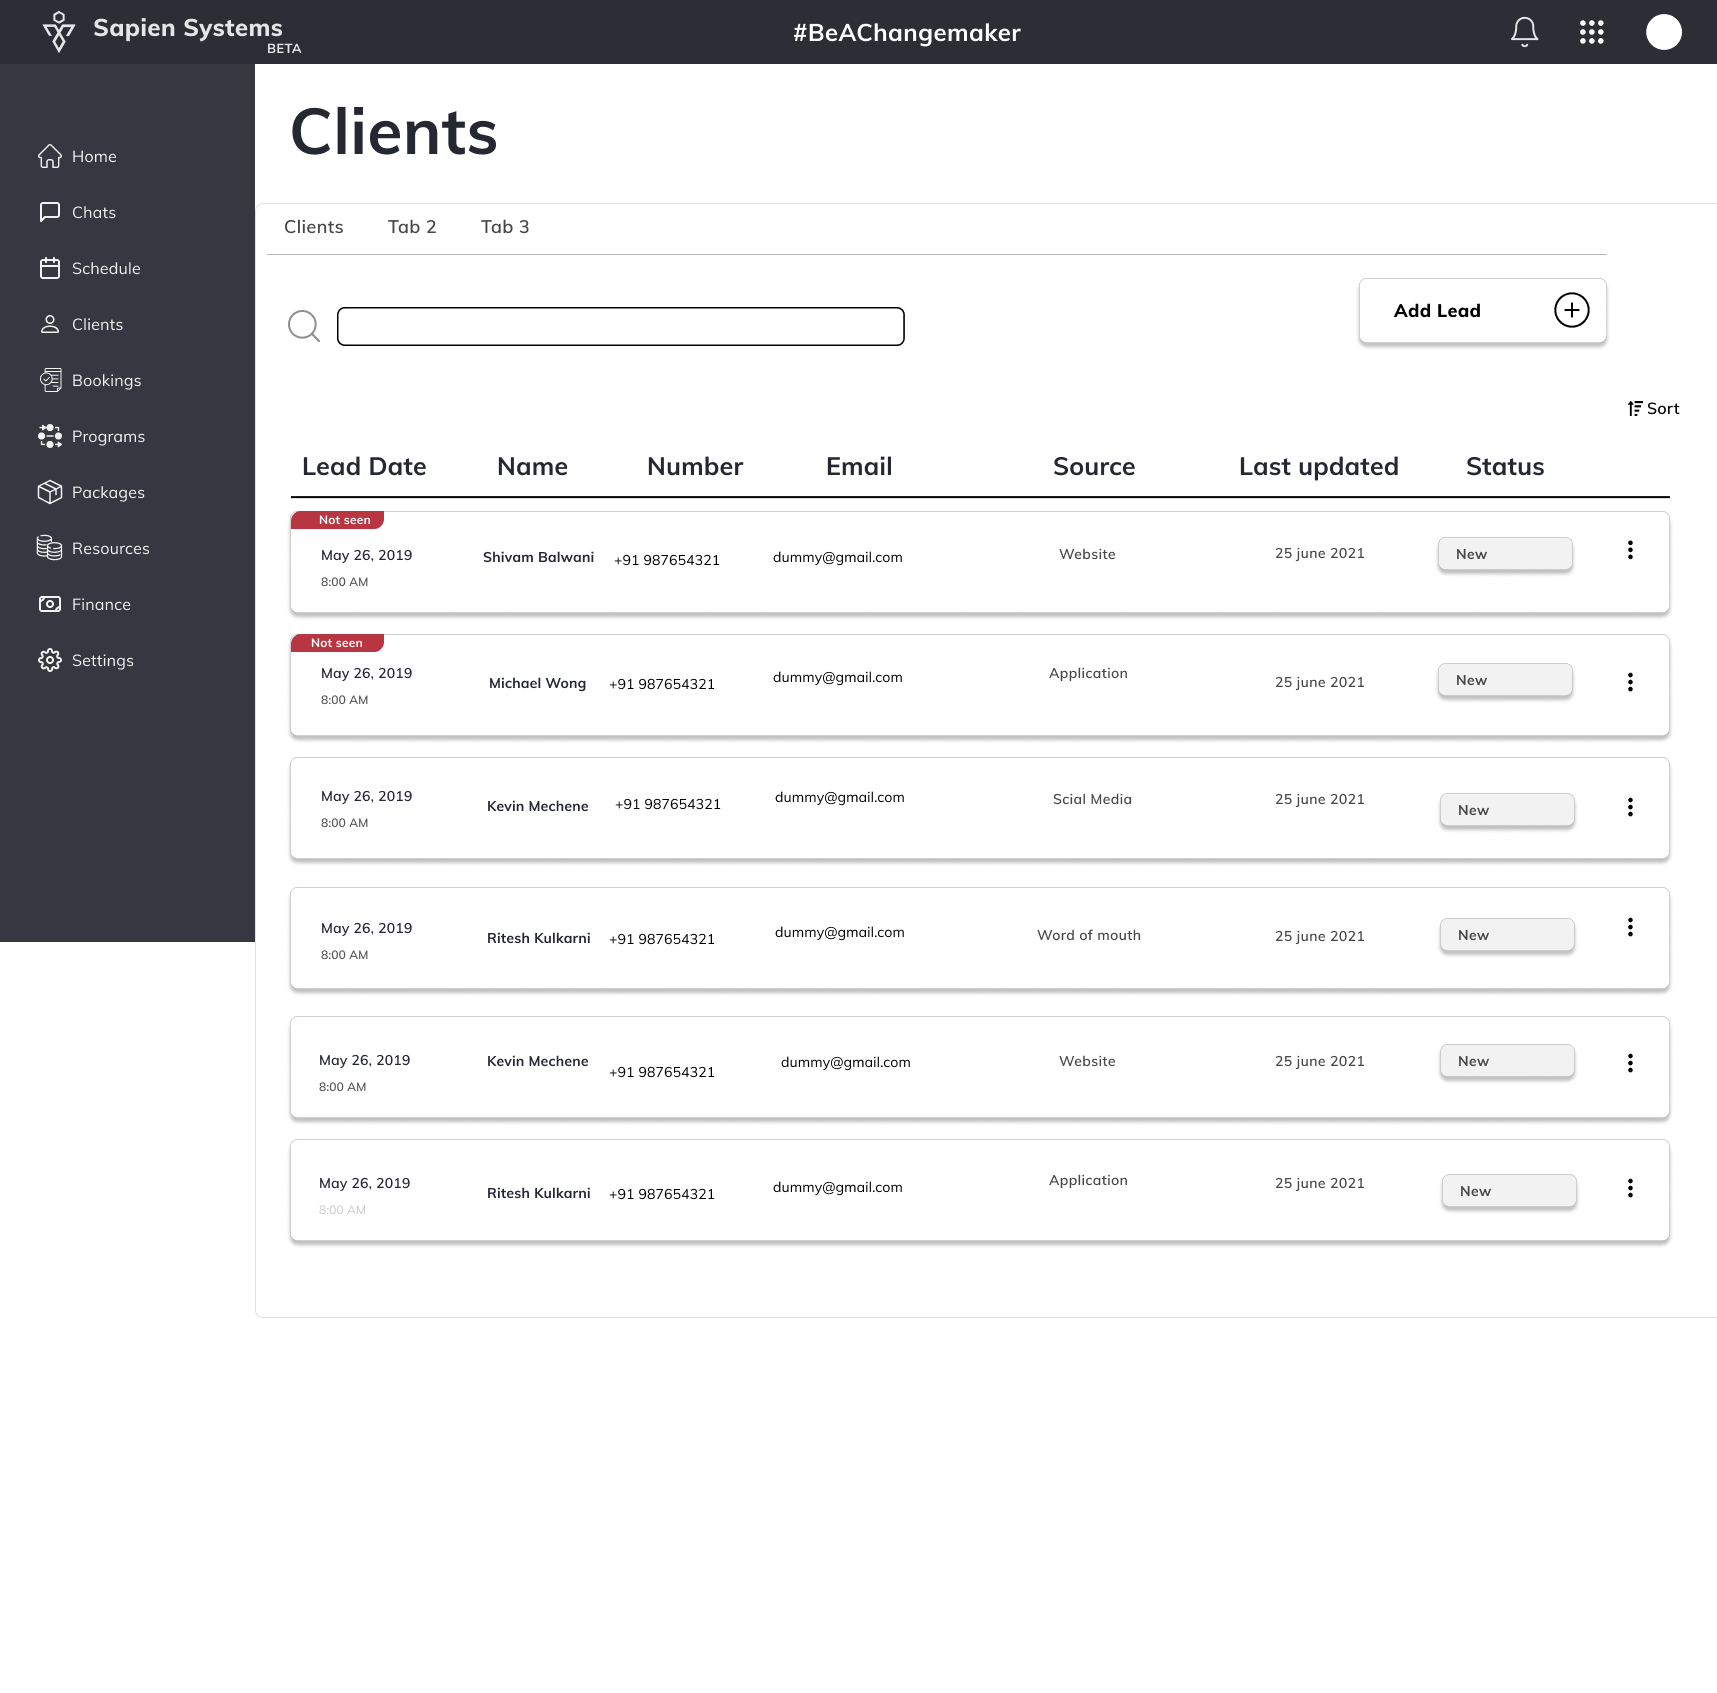 Sapien Systems
BETA
#BeAChangemaker
Home
Chats
Schedule
Clients
Bookings
Programs
Packages
Resources
Finance
Settings
Clients
Clients Tab 2 Tab 3
Add Lead
Sort
Lead Date Name Number Email Source Last updated Status
Not seen
May 26, 2019 Shivam Balwani +91 987654321 dummy@gmail.com Website 25 june 2021 New
8:00 AM
Not seen
May 26, 2019 Michael Wong +91 987654321 dummy@gmail.com Application 25 june 2021 New
8:00 AM
May 26, 2019 Kevin Mechene +91 987654321 dummy@gmail.com Scial Media 25 june 2021 New
8:00 AM
May 26, 2019 Ritesh Kulkarni +91 987654321 dummy@gmail.com Word of mouth 25 june 2021 New
8:00 AM
May 26, 2019 Kevin Mechene +91 987654321 dummy@gmail.com Website 25 june 2021 New
8:00 AM
May 26, 2019 Ritesh Kulkarni +91 987654321 dummy@gmail.com Application 25 june 2021 New
8:00 AM